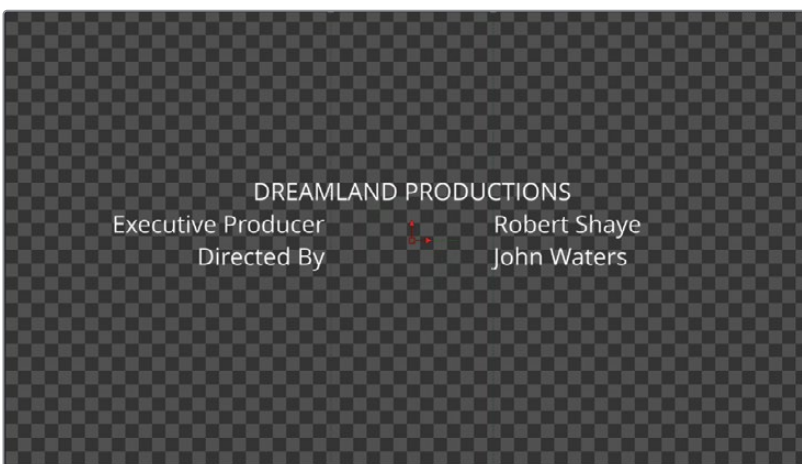 DREAMLAND PRODUCTIONS
Executive Producer Robert Shaye
Directed By John Waters